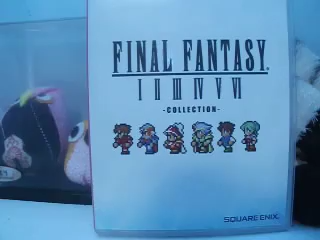 FINAL FANTASY®
I II III IV V VI
-COLLECTION-
SQUARE ENIX